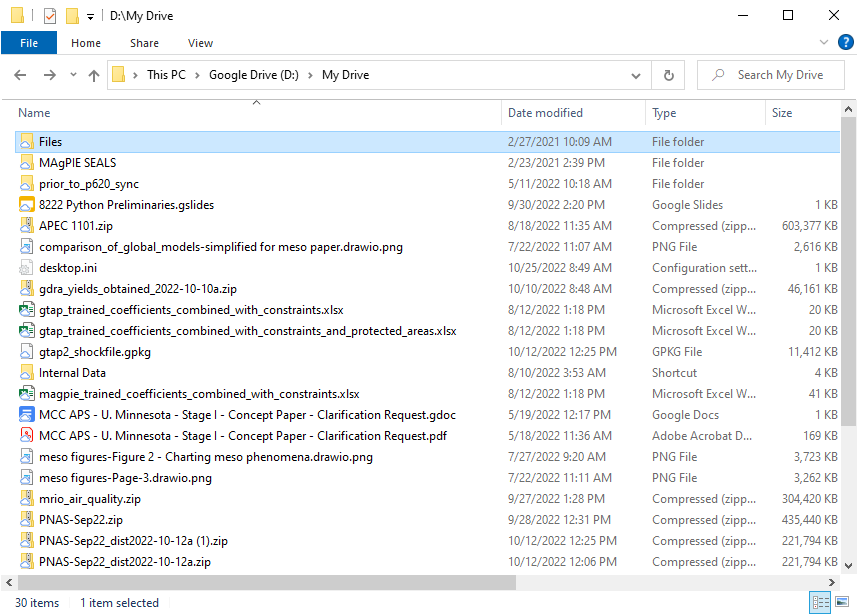 D:\My Drive
File Home Share View
This PC Google Drive (D:) My Drive Search My Drive
Name Date modified Type Size
Files 2/27/2021 10:09 AM File folder
MAgPIE SEALS 2/23/2021 2:39 PM File folder
prior_to_p620_sync 5/11/2022 10:18 AM File folder
8222 Python Preliminaries.gslides 9/30/2022 2:20 PM Google Slides 1 KB
APEC 1101.zip 8/18/2022 11:35 AM Compressed (zipp... 603,377 KB
comparison_of_global_models-simplified for meso paper.drawio.png 7/22/2022 11:07 AM PNG File 2,616 KB
desktop.ini 10/25/2022 8:49 AM Configuration sett... 1 KB
gdra_yields_obtained_2022-10-10a.zip 10/10/2022 8:48 AM Compressed (zipp... 46,161 KB
gtap_trained_coefficients_combined_with_constraints.xlsx 8/12/2022 1:18 PM Microsoft Excel W... 20 KB
gtap_trained_coefficients_combined_with_constraints_and_protected_areas.xlsx 8/12/2022 1:18 PM Microsoft Excel W... 20 KB
gtap2_shockfile.gpkg 10/12/2022 12:25 PM GPKG File 11,412 KB
Internal Data 8/10/2022 3:53 AM Shortcut 4 KB
magpie_trained_coefficients_combined_with_constraints.xlsx 8/12/2022 1:18 PM Microsoft Excel W... 41 KB
MCC APS - U. Minnesota - Stage I - Concept Paper - Clarification Request.gdoc 5/19/2022 12:17 PM Google Docs 1 KB
MCC APS - U. Minnesota - Stage I - Concept Paper - Clarification Request.pdf 5/18/2022 11:36 AM Adobe Acrobat D... 169 KB
meso figures-Figure 2 - Charting meso phenomena.drawio.png 7/27/2022 9:20 AM PNG File 3,723 KB
meso figures-Page-3.drawio.png 7/22/2022 11:11 AM PNG File 3,262 KB
mrio_air_quality.zip 9/27/2022 1:28 PM Compressed (zipp... 304,420 KB
PNAS-Sep22.zip 9/28/2022 12:31 PM Compressed (zipp... 435,440 KB
PNAS-Sep22_dist2022-10-12a (1).zip 10/12/2022 12:25 PM Compressed (zipp... 221,794 KB
PNAS-Sep22_dist2022-10-12a.zip 10/12/2022 12:06 PM Compressed (zipp... 221,794 KB
30 items 1 item selected